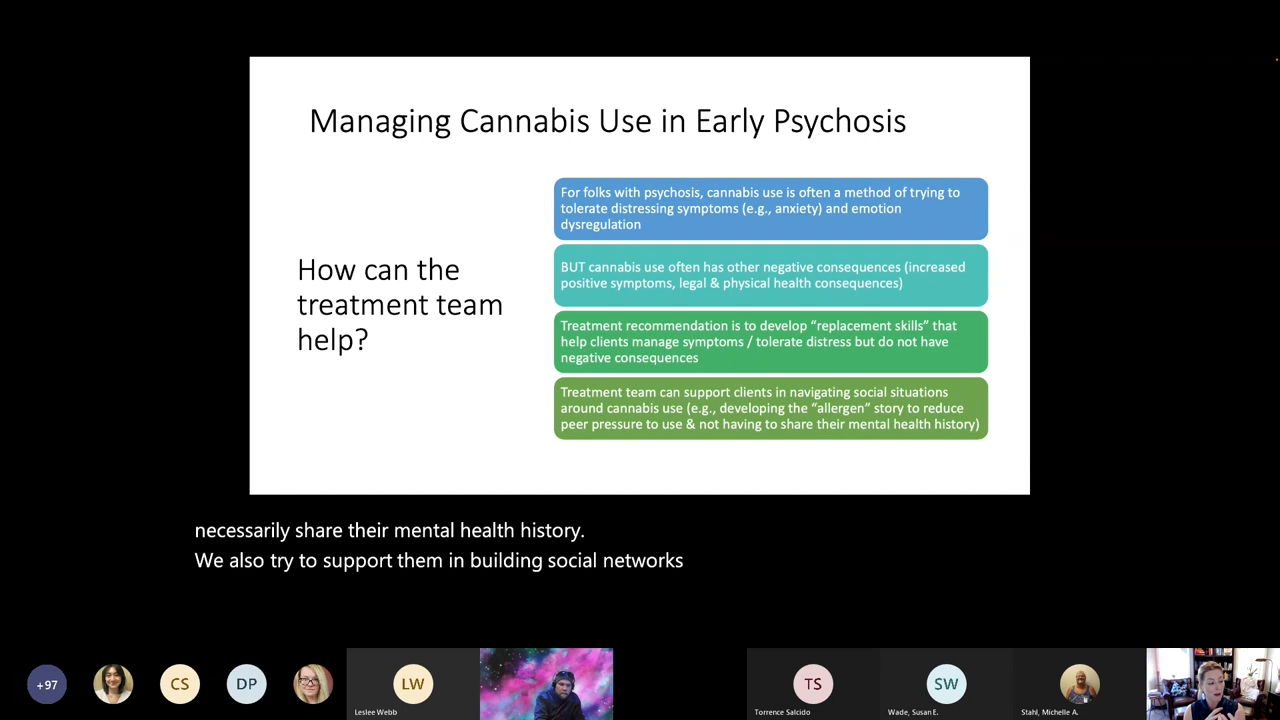 Managing Cannabis Use in Early Psychosis
How can the
treatment team
help?
For folks with psychosis, cannabis use is often a method of trying to
tolerate distressing symptoms (e.g., anxiety) and emotion
dysregulation
BUT cannabis use often has other negative consequences (increased
positive symptoms, legal & physical health consequences)
Treatment recommendation is to develop “replacement skills” that
help clients manage symptoms / tolerate distress but do not have
negative consequences
Treatment team can support clients in navigating social situations
around cannabis use (e.g., developing the “allergen” story to reduce
peer pressure to use & not having to share their mental health history)
necessarily share their mental health history.
We also try to support them in building social networks
+97
CS
DP
LW
Leslee Webb
TS
Torrence Salcido
SW
Wade, Susan E.
Stahl, Michelle A.